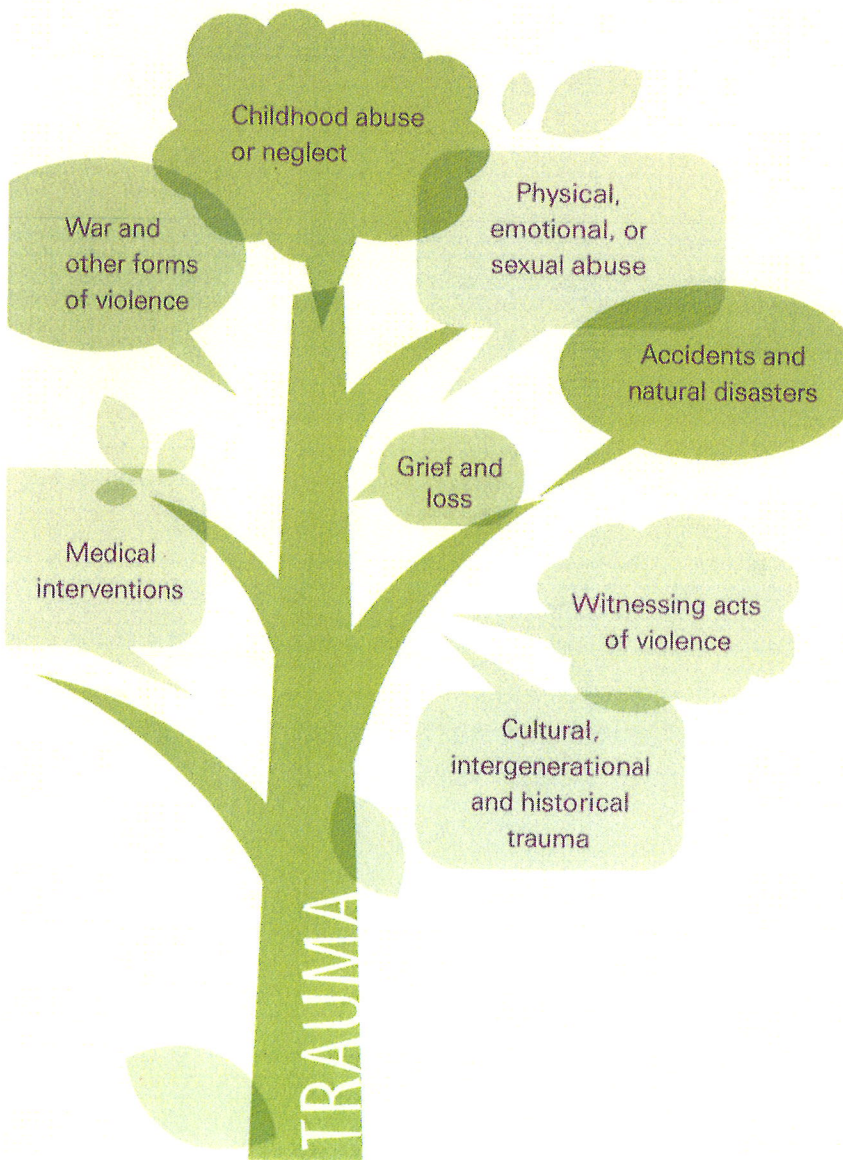 Childhood abuse
or neglect
War and
other forms
of violence
Physical,
emotional, or
sexual abuse
Accidents and
natural disasters
Grief and
loss
Medical
interventions
Witnessing acts
of violence
Cultural,
intergenerational
and historical
trauma
TRAUMA